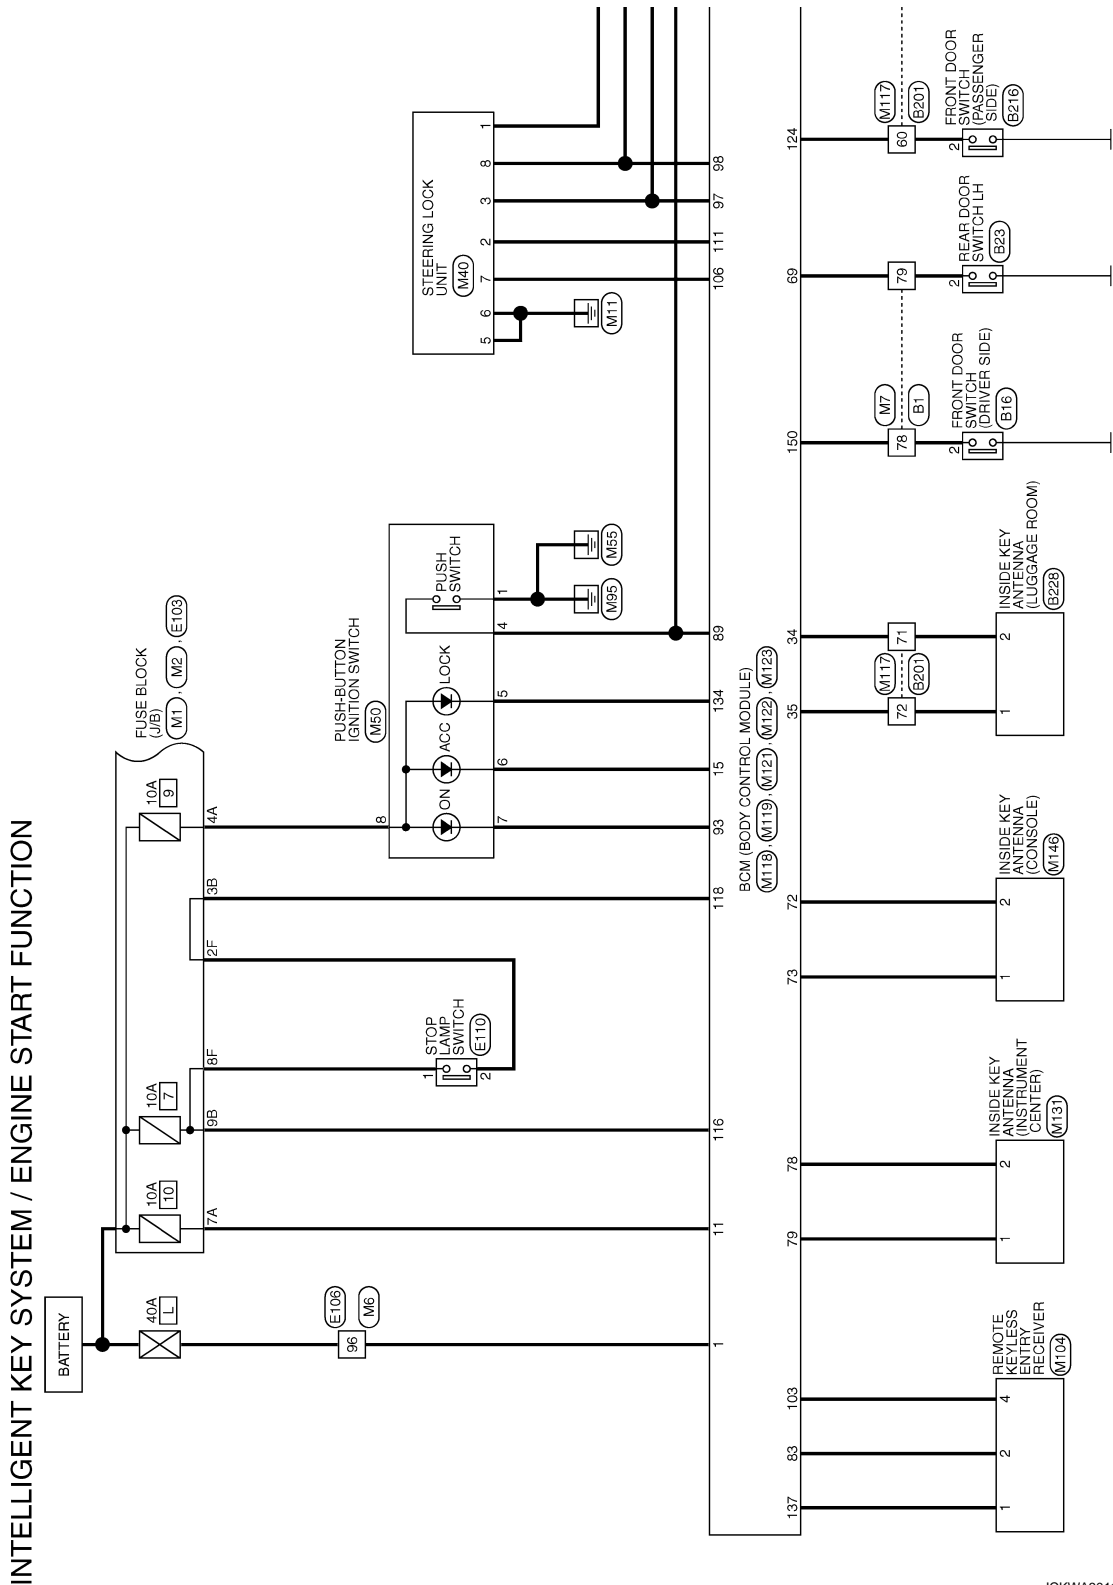 INTELLIGENT KEY SYSTEM / ENGINE START FUNCTION
BATTERY
40A
L
E106
M6
96
1
10A
10
7A
11
10A
7
9B
116
8F
1
STOP
LAMP
SWITCH
E110
2
2F
3B
118
10A
9
4A
FUSE BLOCK
(J/B)
M1 , M2 , E103
PUSH-BUTTON
IGNITION SWITCH
M50
8
ON
ACC
LOCK
PUSH
SWITCH
7
6
5
4
1
M95
M55
93
15
134
89
STEERING LOCK
UNIT
M40
5
6
7
2
3
8
1
M11
106
111
97
98
BCM (BODY CONTROL MODULE)
M118 , M119 , M121 , M122 , M123
137
83
103
1
2
4
REMOTE
KEYLESS
ENTRY
RECEIVER
M104
79
78
1
2
INSIDE KEY
ANTENNA
(INSTRUMENT
CENTER)
M131
73
72
1
2
INSIDE KEY
ANTENNA
(CONSOLE)
M146
35
34
72
M117
B201
71
1
2
INSIDE KEY
ANTENNA
(LUGGAGE ROOM)
B228
150
78
M7
B1
2
FRONT DOOR
SWITCH
(DRIVER SIDE)
B16
69
79
2
REAR DOOR
SWITCH LH
B23
124
60
M117
B201
2
FRONT DOOR
SWITCH
(PASSENGER
SIDE)
B216